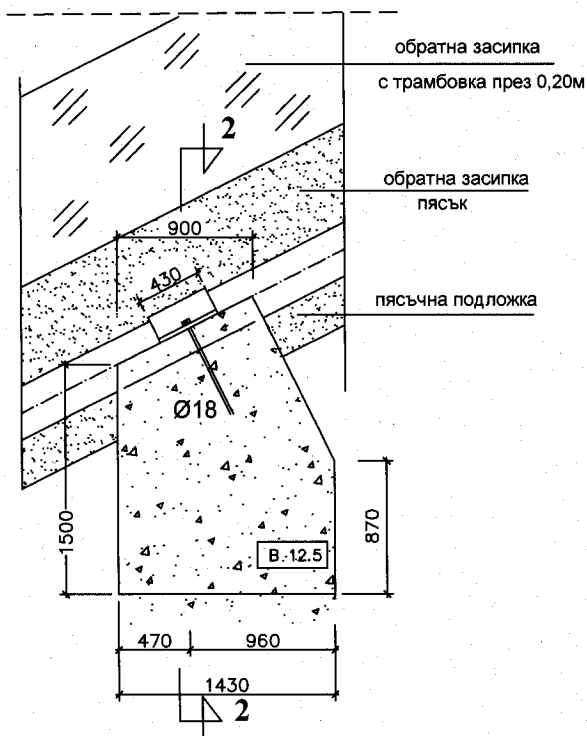 обратна засипка
с трамбовка през 0,20м
2
обратна засипка
пясък
900
430
пясъчна подложка
Ø18
1500
870
B 12.5
470
960
1430
2